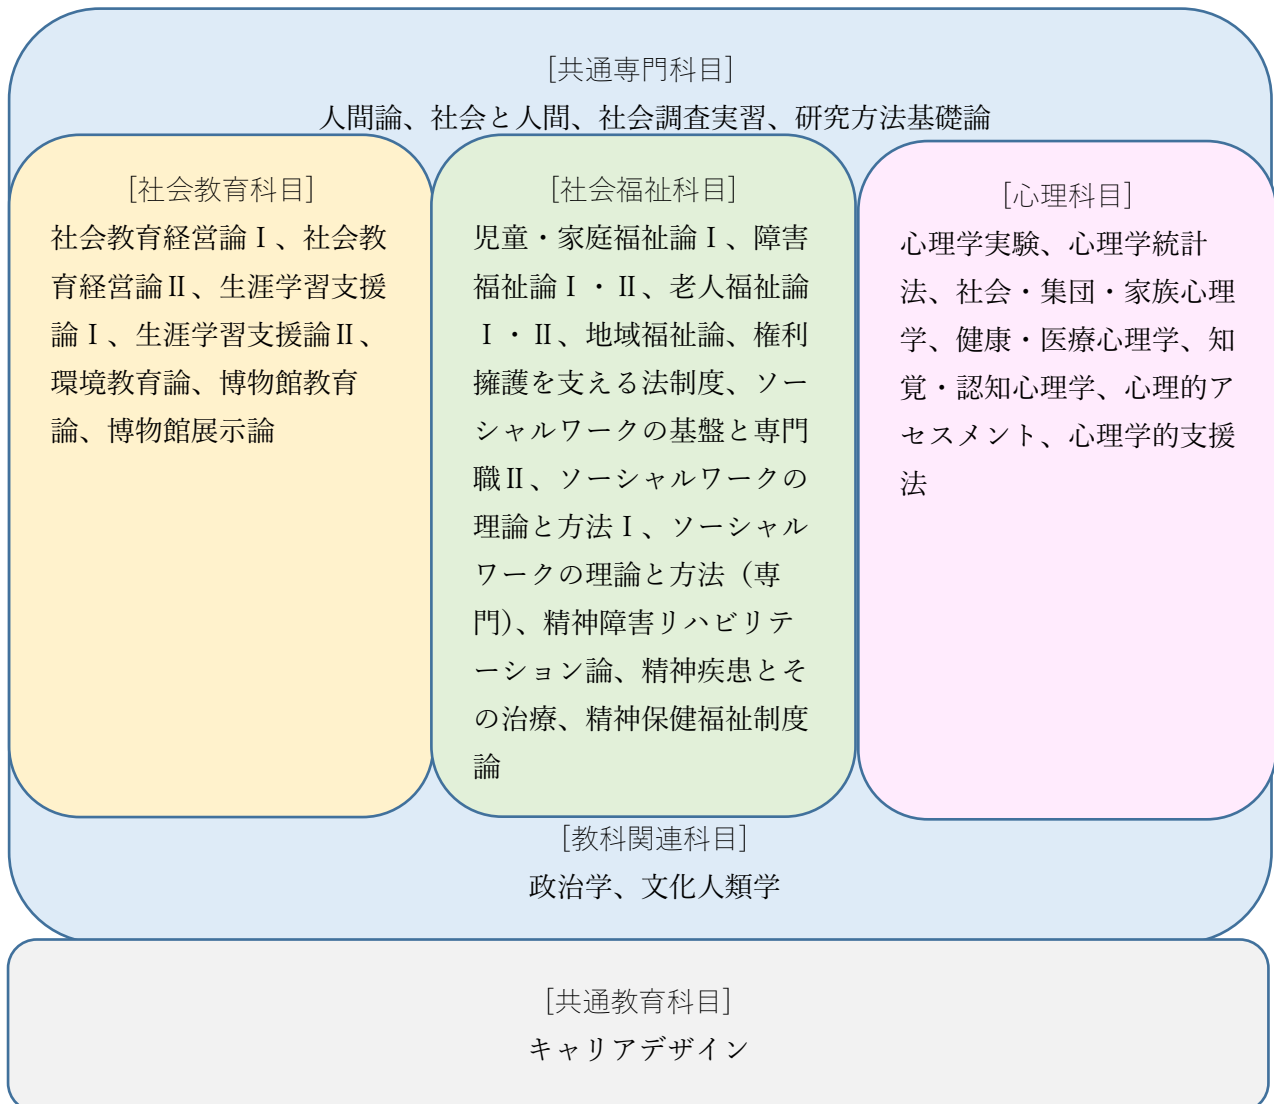 [共通専門科目]
人間論、社会と人間、社会調査実習、研究方法基礎論
[社会教育科目]
社会教育経営論Ⅰ、社会教
育経営論Ⅱ、生涯学習支援
論Ⅰ、生涯学習支援論Ⅱ、
環境教育論、博物館教育
論、博物館展示論
[社会福祉科目]
児童・家庭福祉論Ⅰ、障害
福祉論Ⅰ・Ⅱ、老人福祉論
Ⅰ・Ⅱ、地域福祉論、権利
擁護を支える法制度、ソー
シャルワークの基盤と専門
職Ⅱ、ソーシャルワークの
理論と方法Ⅰ、ソーシャル
ワークの理論と方法（専
門）、精神障害リハビリテ
ーション論、精神疾患とそ
の治療、精神保健福祉制度
論
[心理科目]
心理学実験、心理学統計
法、社会・集団・家族心理
学、健康・医療心理学、知
覚・認知心理学、心理的ア
セスメント、心理学的支援
法
[教科関連科目]
政治学、文化人類学
[共通教育科目]
キャリアデザイン